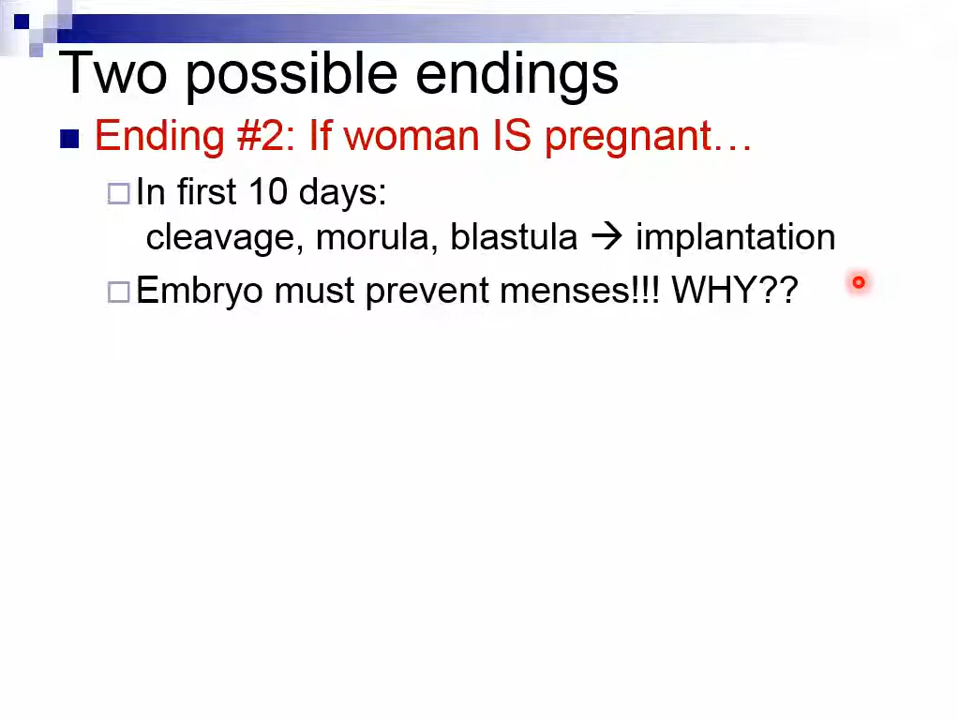 Two possible endings
Ending #2: If woman IS pregnant…
In first 10 days:
cleavage, morula, blastula → implantation
Embryo must prevent menses!!! WHY??